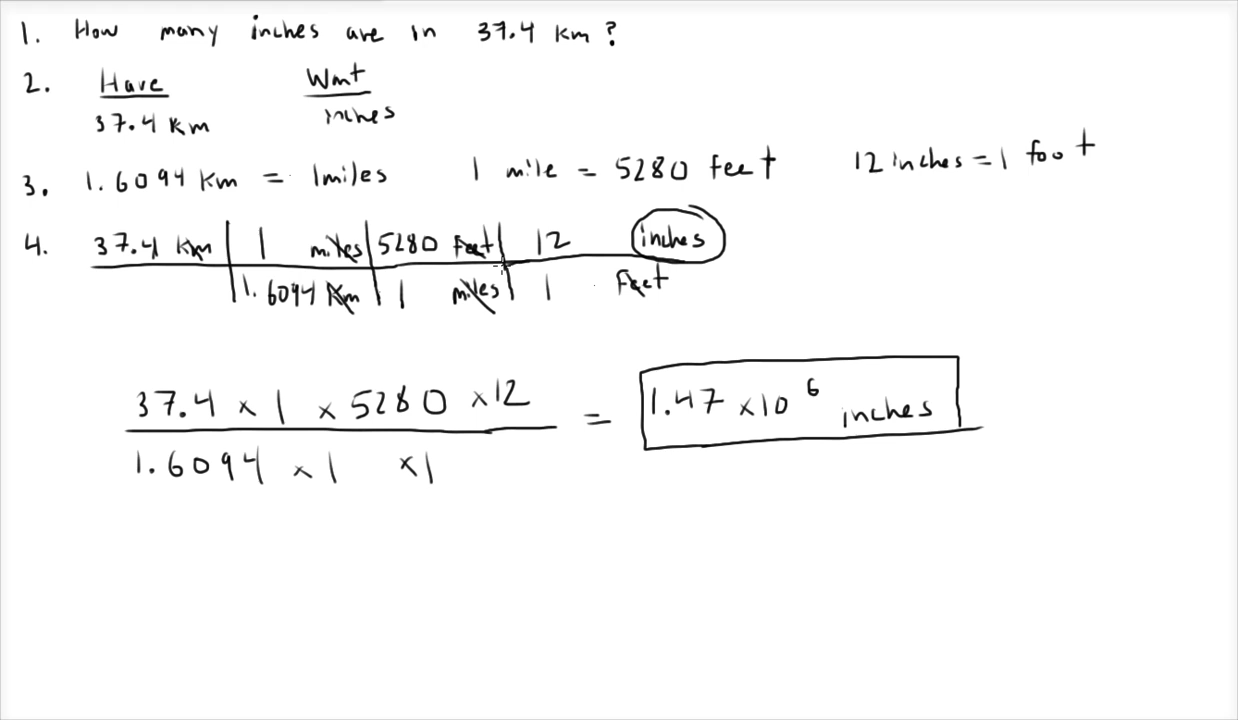 1. How many inches are in 37.4 km?
2. Have Want
37.4 km inches
3. 1.6094 km = 1miles 1 mile = 5280 feet 12 inches = 1 foot
4. 37.4 km 1 miles 5280 feet 12 inches
1.6094 km 1 miles 1 Feet
37.4 × 1 × 5280 × 12 = 1.47 × 10⁶ inches
1.6094 × 1 × 1